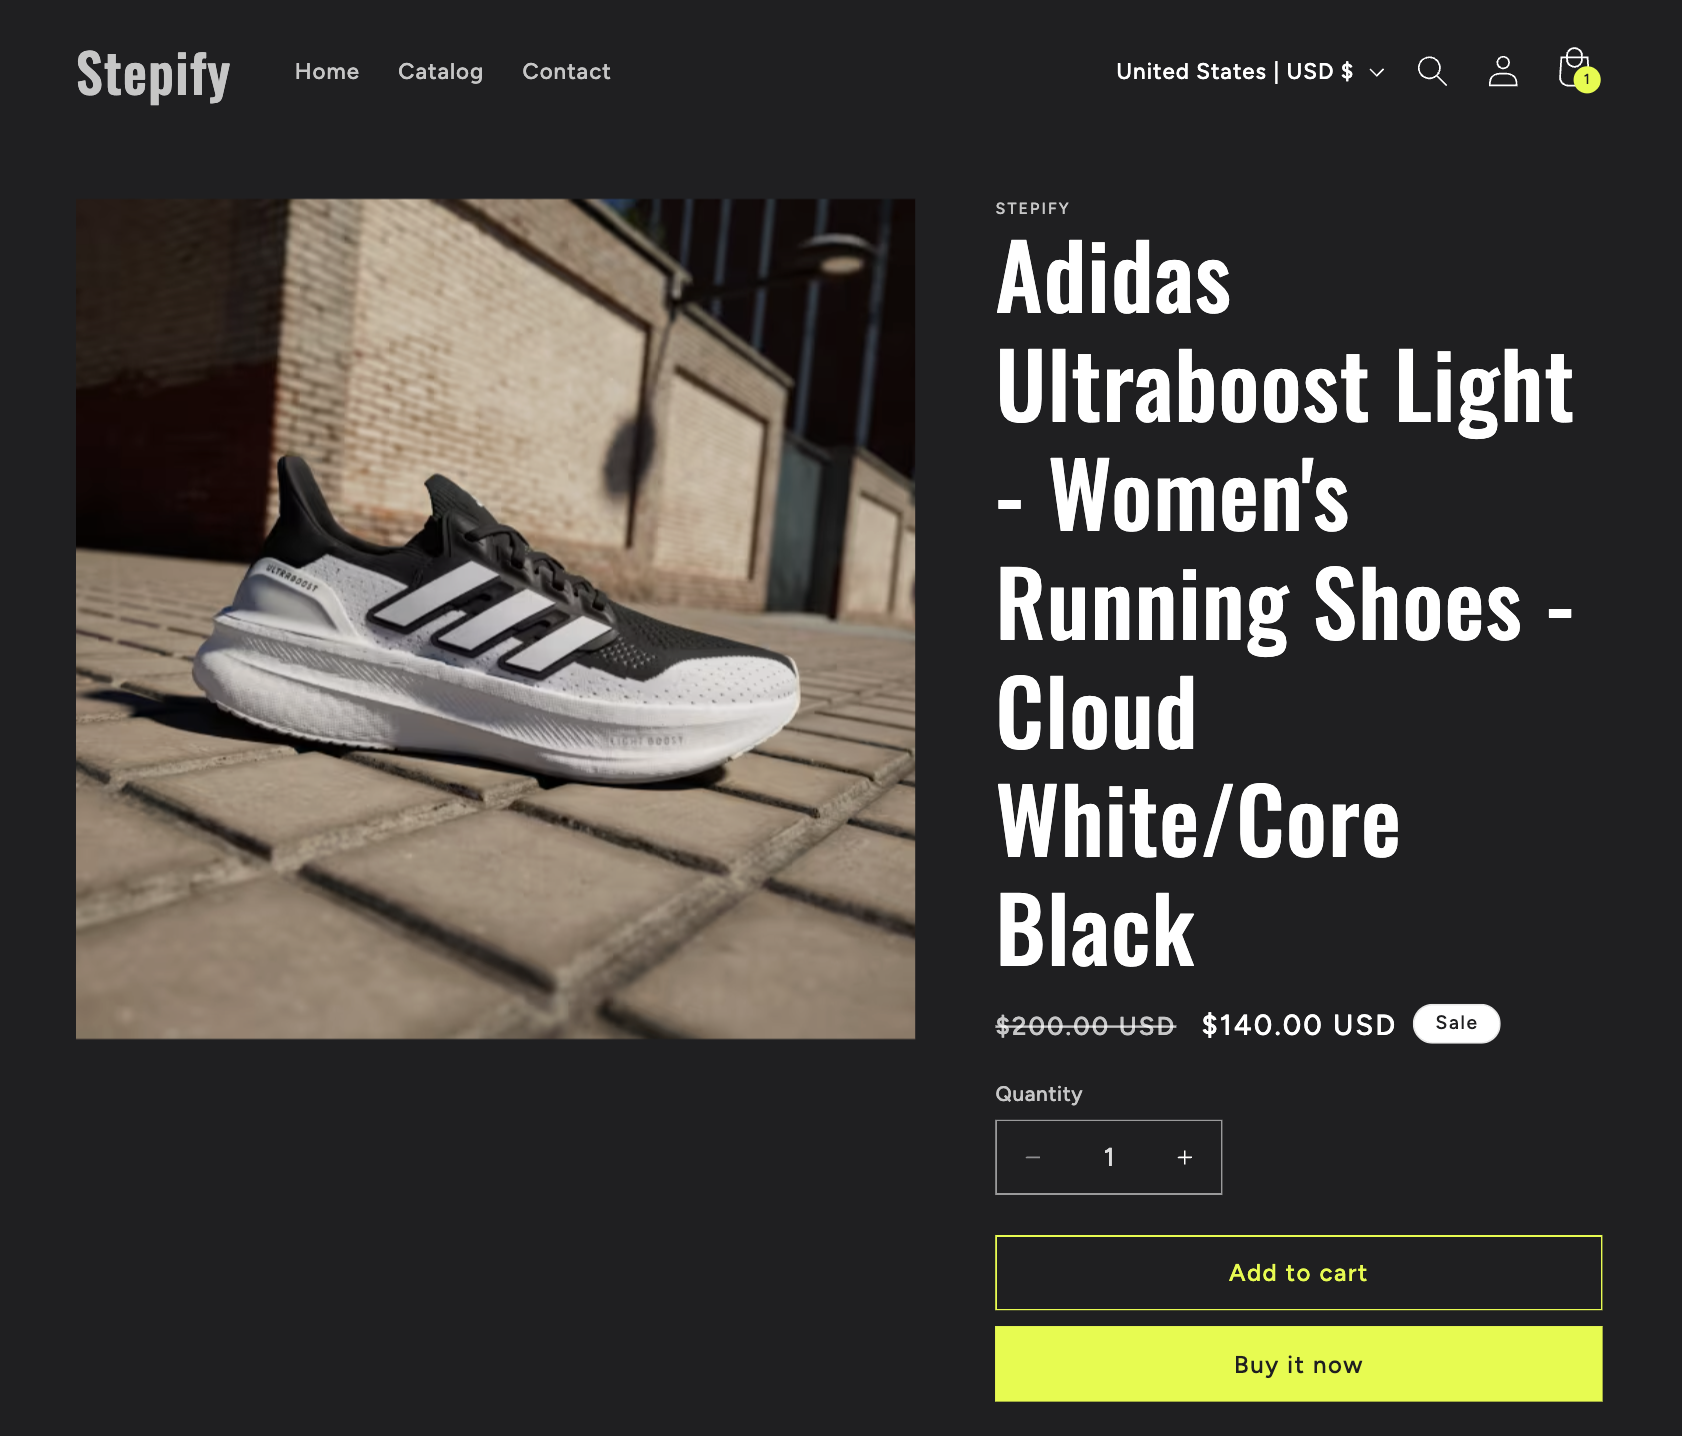 Stepify
Home Catalog Contact
United States | USD $
1
ULTRABOOST
LIGHT BOOST
STEPIFY
Adidas
Ultraboost Light
- Women's
Running Shoes -
Cloud
White/Core
Black
$200.00 USD $140.00 USD Sale
Quantity
− 1 +
Add to cart
Buy it now